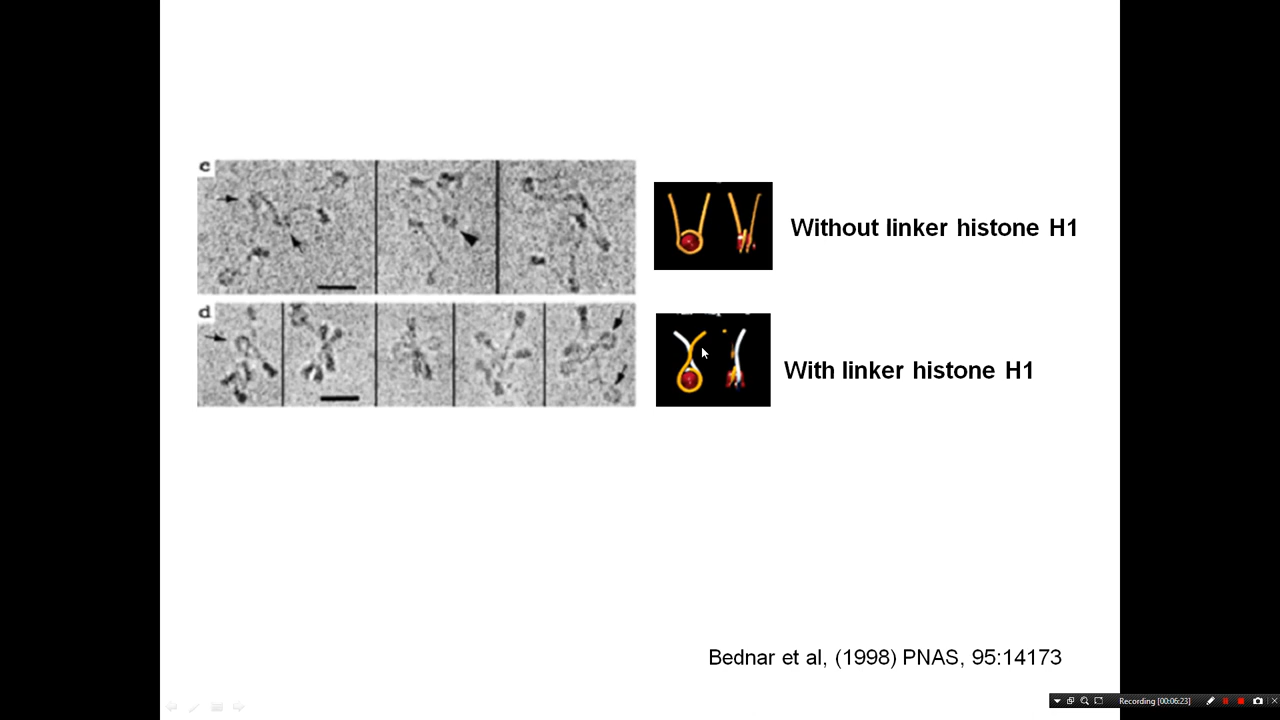 c
Without linker histone H1
d
With linker histone H1
Bednar et al, (1998) PNAS, 95:14173
Recording [00:06:23]